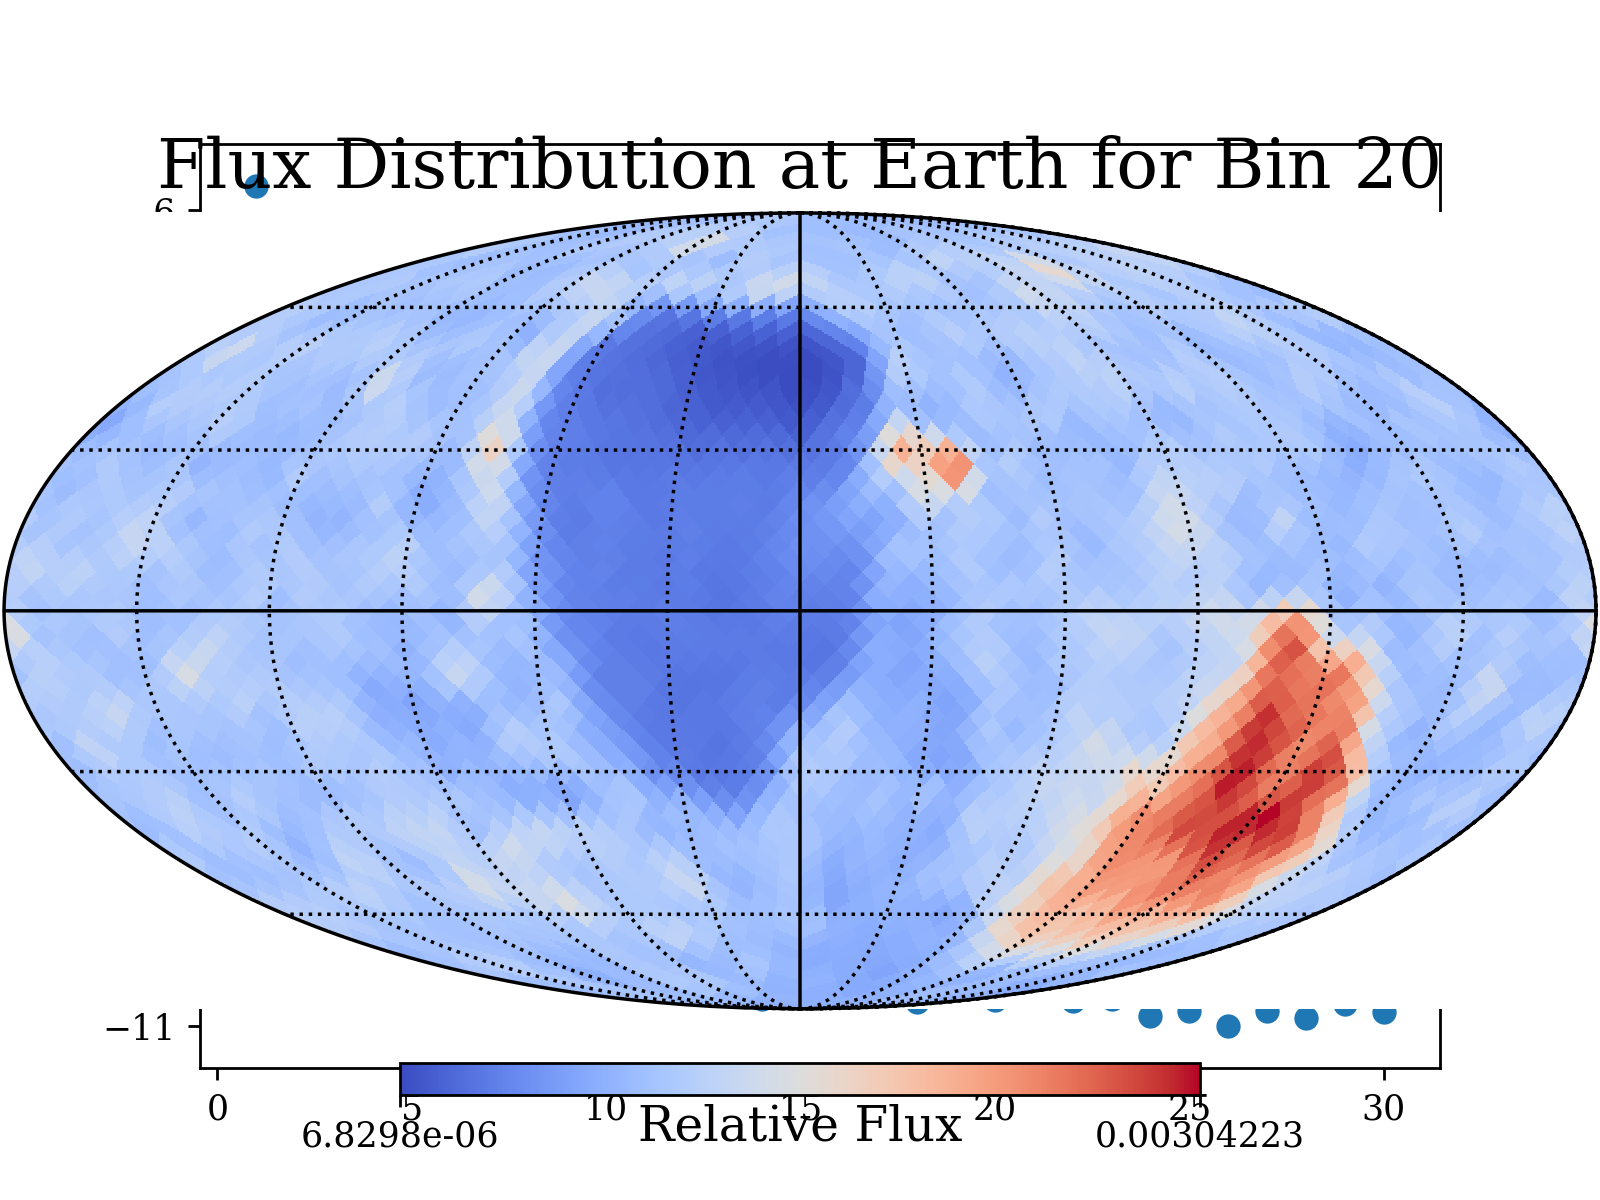 Flux Distribution at Earth for Bin 20
6
−11
0 5 10 15 20 25 30
Relative Flux
6.8298e-06 0.00304223